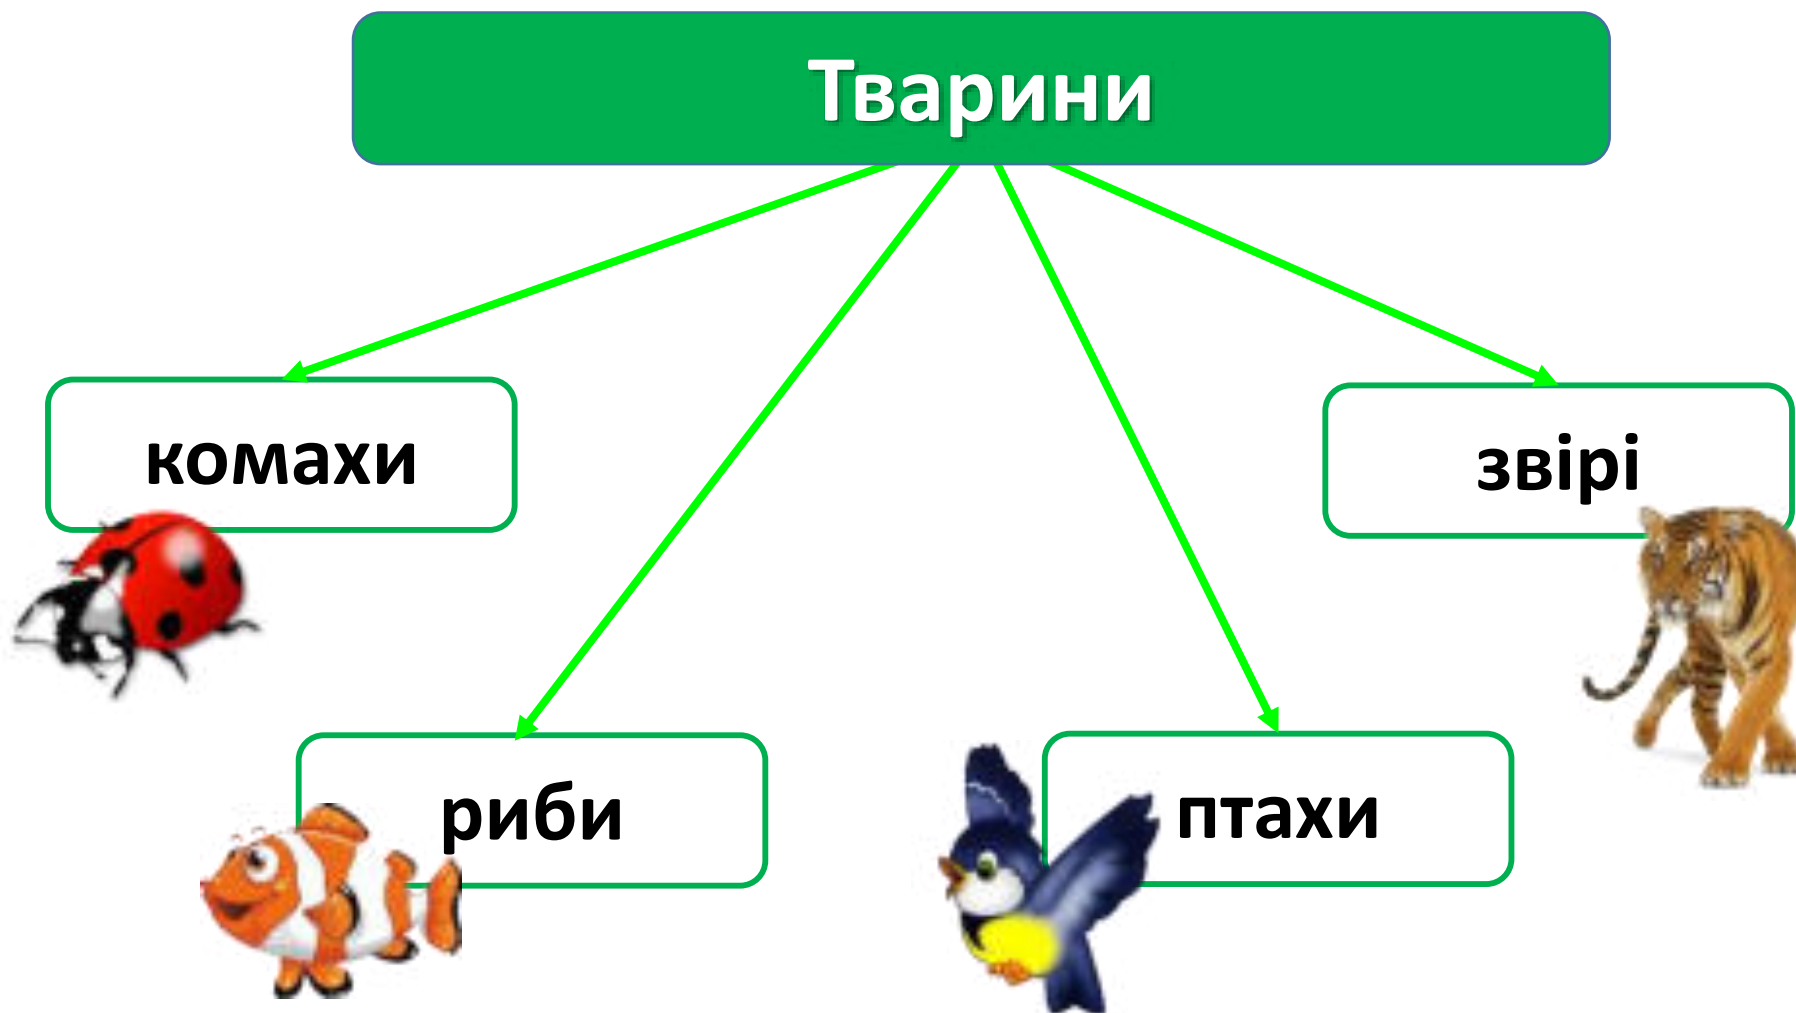 Тварини
комахи
звірі
риби
птахи